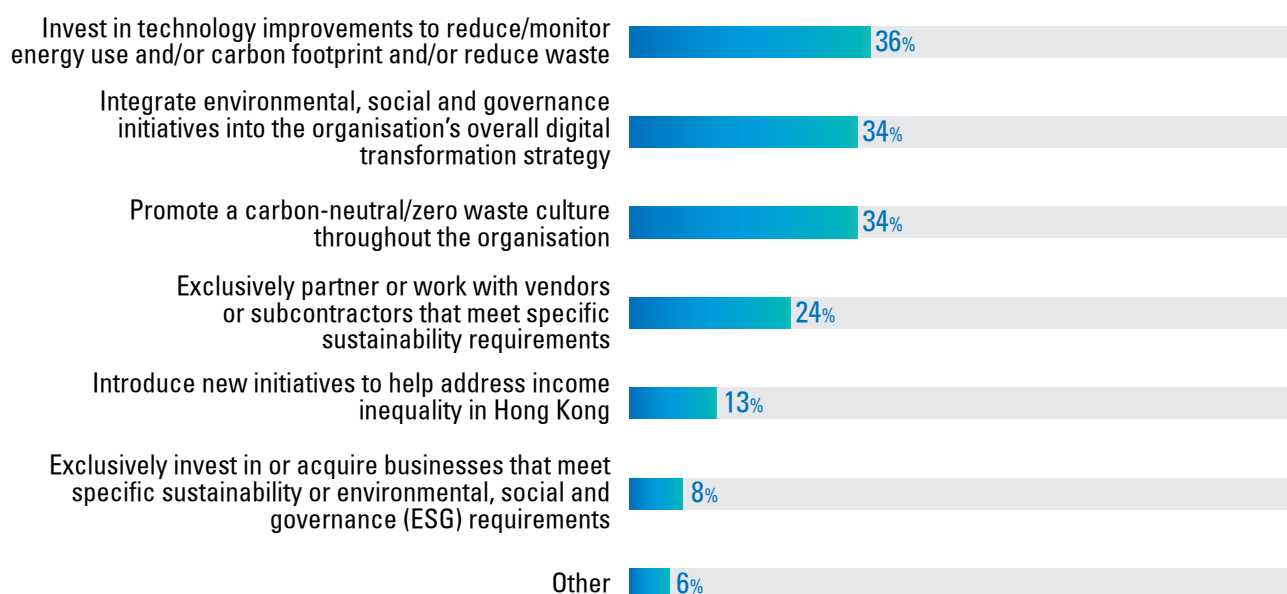 Invest in technology improvements to reduce/monitor
energy use and/or carbon footprint and/or reduce waste
36%
Integrate environmental, social and governance
initiatives into the organisation's overall digital
transformation strategy
34%
Promote a carbon-neutral/zero waste culture
throughout the organisation
34%
Exclusively partner or work with vendors
or subcontractors that meet specific
sustainability requirements
24%
Introduce new initiatives to help address income
inequality in Hong Kong
13%
Exclusively invest in or acquire businesses that meet
specific sustainability or environmental, social and
governance (ESG) requirements
8%
Other
6%